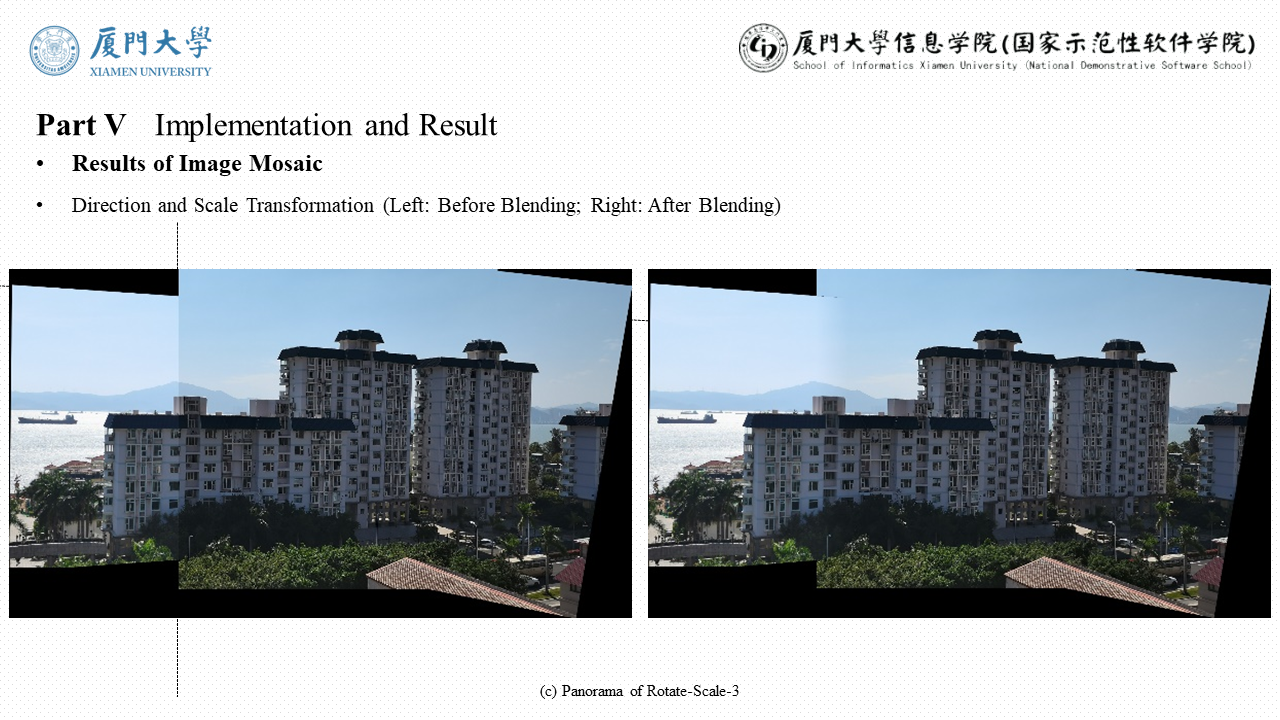 厦門大學
XIAMEN UNIVERSITY
厦門大學信息学院(国家示范性软件学院)
School of Informatics Xiamen University (National Demonstrative Software School)
Part V Implementation and Result
• Results of Image Mosaic
• Direction and Scale Transformation (Left: Before Blending; Right: After Blending)
(c) Panorama of Rotate-Scale-3